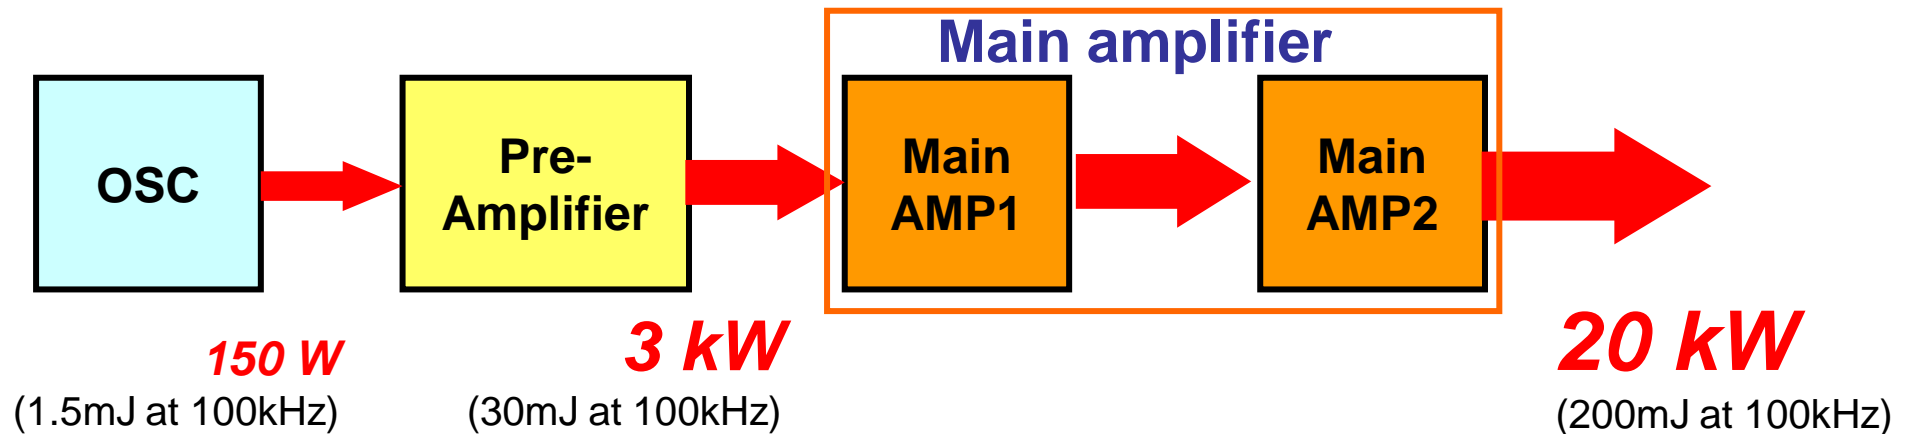 Main amplifier
OSC
Pre-
Amplifier
Main
AMP1
Main
AMP2
150 W
(1.5mJ at 100kHz)
3 kW
(30mJ at 100kHz)
20 kW
(200mJ at 100kHz)